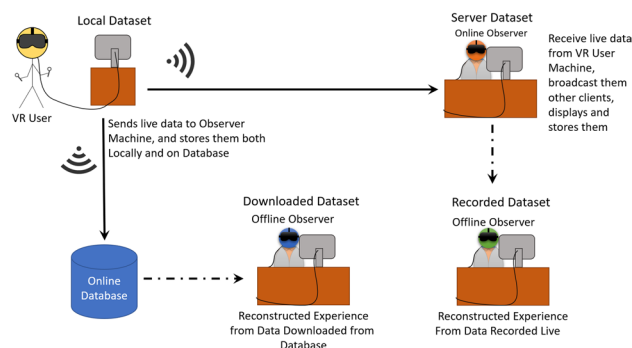 Local Dataset
VR User
Sends live data to Observer
Machine, and stores them both
Locally and on Database
Server Dataset
Online Observer
Receive live data
from VR User
Machine,
broadcast them
other clients,
displays and
stores them
Online
Database
Downloaded Dataset
Offline Observer
Reconstructed Experience
from Data Downloaded from
Database
Recorded Dataset
Offline Observer
Reconstructed Experience
From Data Recorded Live